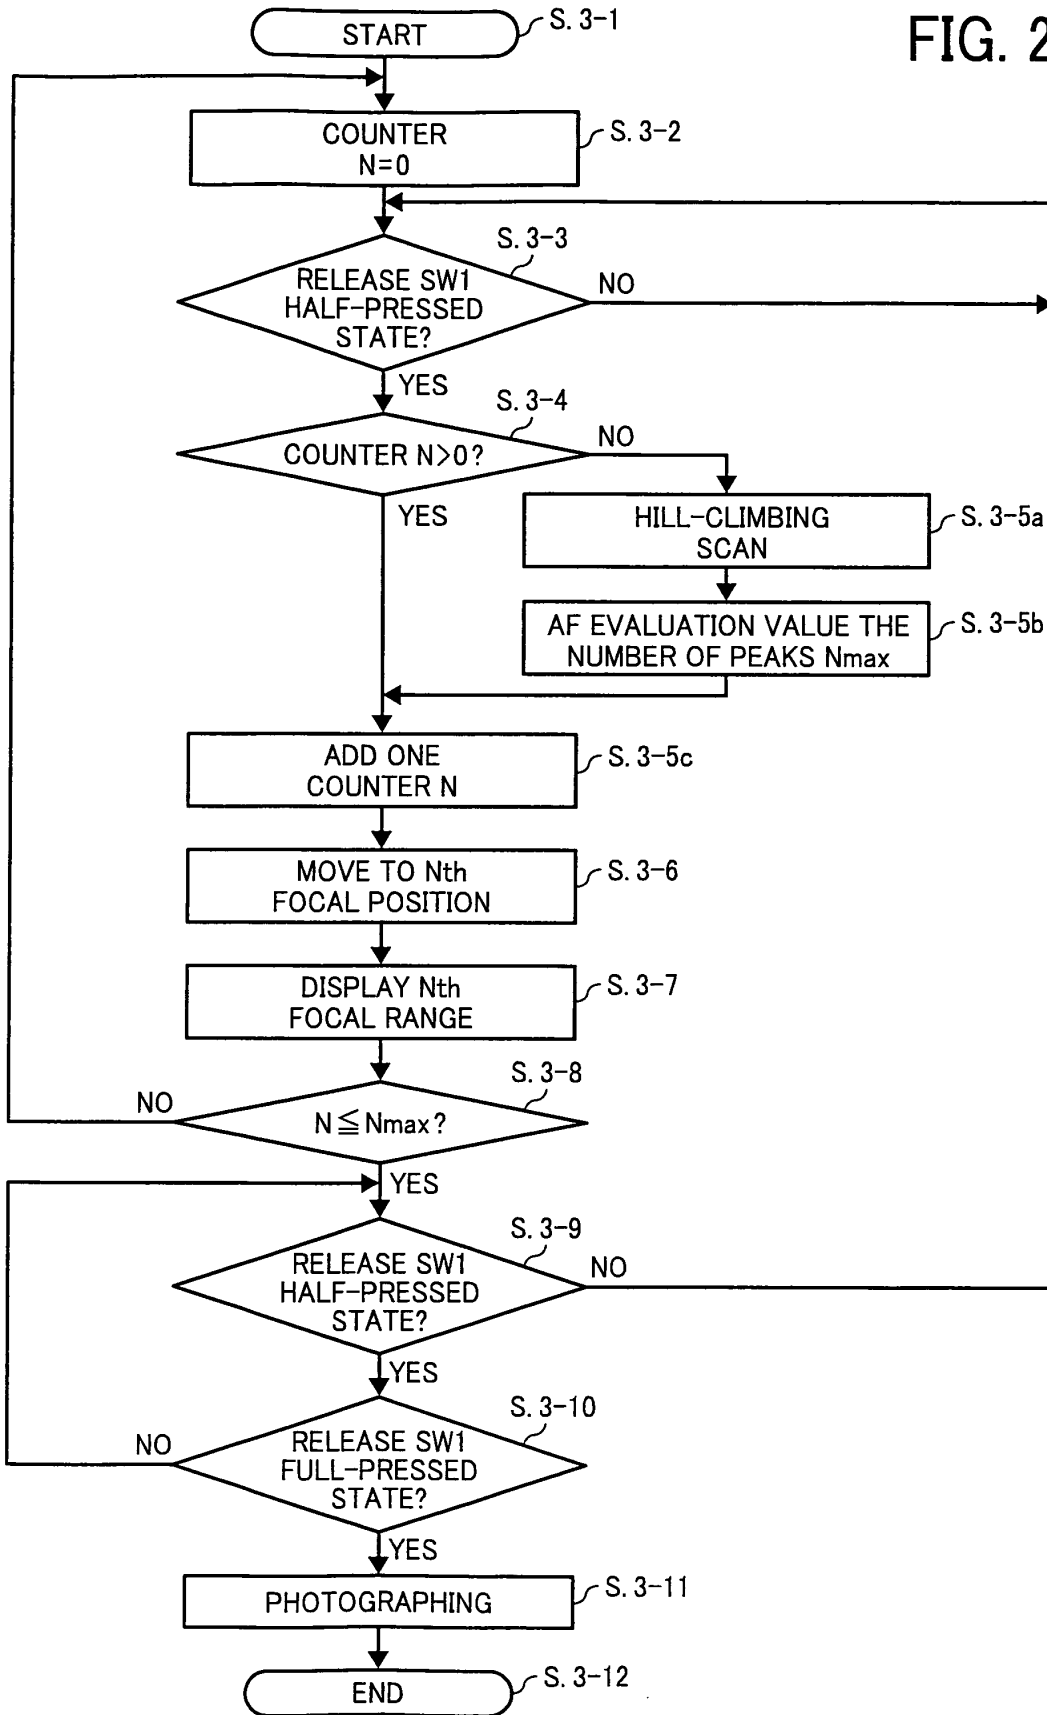 START
S. 3-1
FIG. 2
COUNTER
N=0
S. 3-2
S. 3-3
RELEASE SW1
HALF-PRESSED
STATE?
NO
YES
S. 3-4
COUNTER N>0?
NO
YES
HILL-CLIMBING
SCAN
S. 3-5a
AF EVALUATION VALUE THE
NUMBER OF PEAKS Nmax
S. 3-5b
ADD ONE
COUNTER N
S. 3-5c
MOVE TO Nth
FOCAL POSITION
S. 3-6
DISPLAY Nth
FOCAL RANGE
S. 3-7
S. 3-8
NO
N≦Nmax?
YES
S. 3-9
RELEASE SW1
HALF-PRESSED
STATE?
NO
YES
S. 3-10
NO
RELEASE SW1
FULL-PRESSED
STATE?
YES
PHOTOGRAPHING
S. 3-11
END
S. 3-12